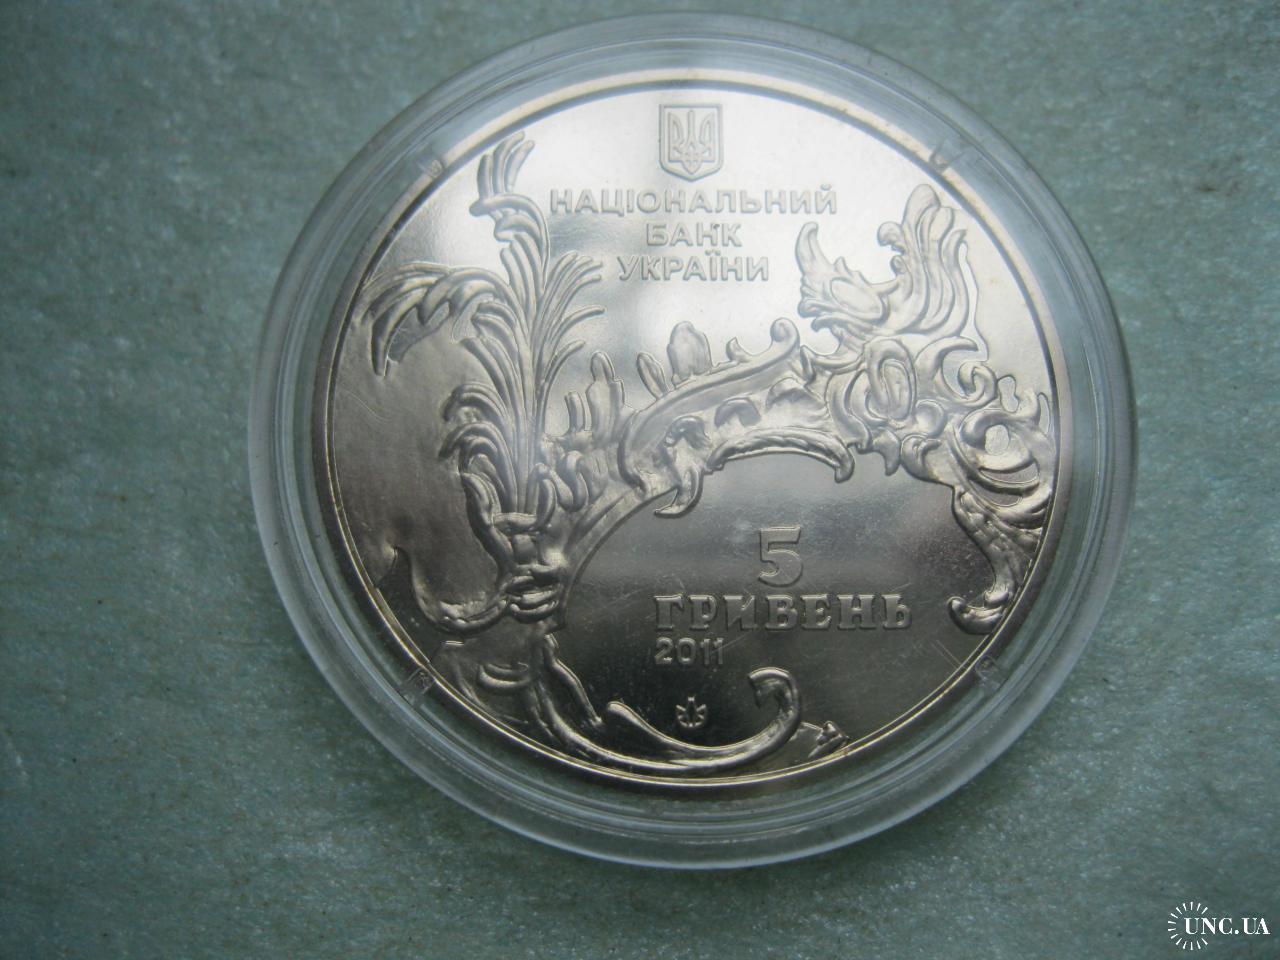 НАЦІОНАЛЬНИЙ
БАНК
УКРАЇНИ
5
ГРИВЕНЬ
2011
UNC.UA